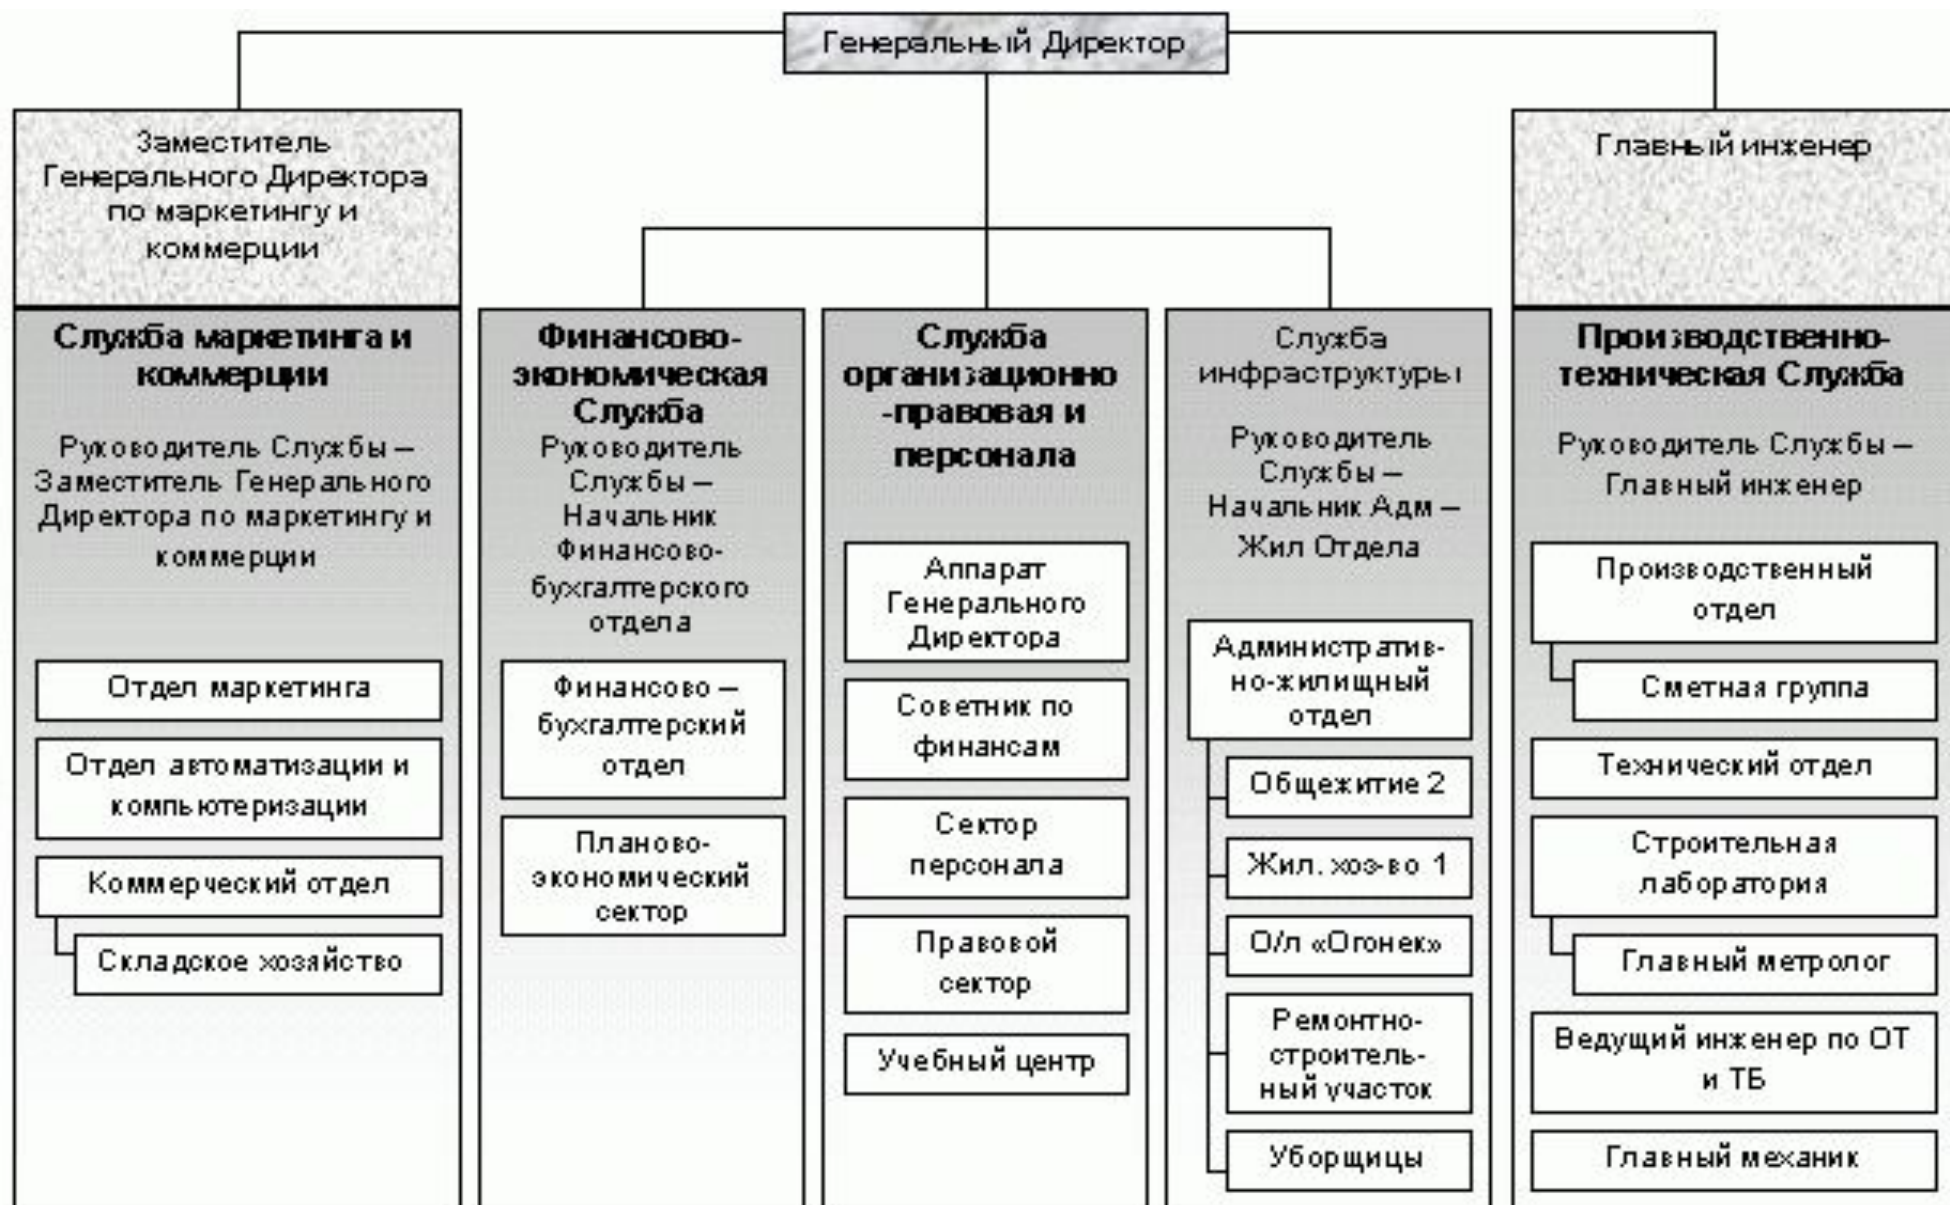 Генеральный Директор
Заместитель
Генерального Директора
по маркетингу и
коммерции
Главный инженер
Служба маркетинга и
коммерции
Руководитель Службы –
Заместитель Генерального
Директора по маркетингу и
коммерции
Отдел маркетинга
Отдел автоматизации и
компьютеризации
Коммерческий отдел
Складское хозяйство
Финансово-
экономическая
Служба
Руководитель
Службы –
Начальник
Финансово-
бухгалтерского
отдела
Финансово –
бухгалтерский
отдел
Планово-
экономический
сектор
Служба
организационно
-правовая и
персонала
Аппарат
Генерального
Директора
Советник по
финансам
Сектор
персонала
Правовой
сектор
Учебный центр
Служба
инфраструктуры
Руководитель
Службы –
Начальник Адм –
Жил Отдела
Административ-
но-жилищный
отдел
Общежитие 2
Жил. хоз-во 1
О/л «Огонек»
Ремонтно-
строитель-
ный участок
Уборщицы
Производственно-
техническая Служба
Руководитель Службы –
Главный инженер
Производственный
отдел
Сметная группа
Технический отдел
Строительная
лаборатория
Главный метролог
Ведущий инженер по ОТ
и ТБ
Главный механик